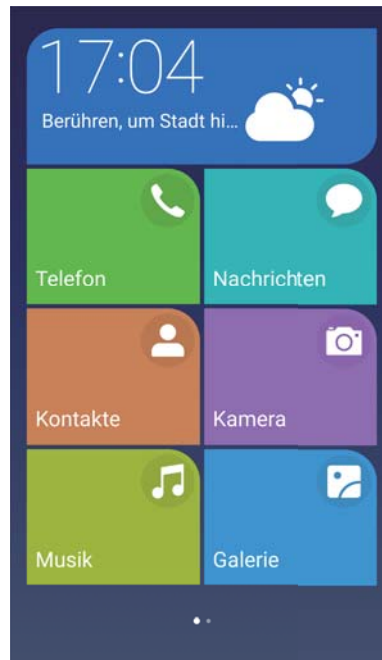 17:04
Berühren, um Stadt hi...
Telefon
Nachrichten
Kontakte
Kamera
Musik
Galerie